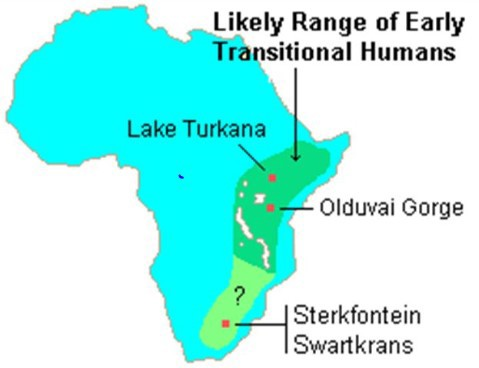 Likely Range of Early
Transitional Humans
Lake Turkana
Olduvai Gorge
?
Sterkfontein
Swartkrans